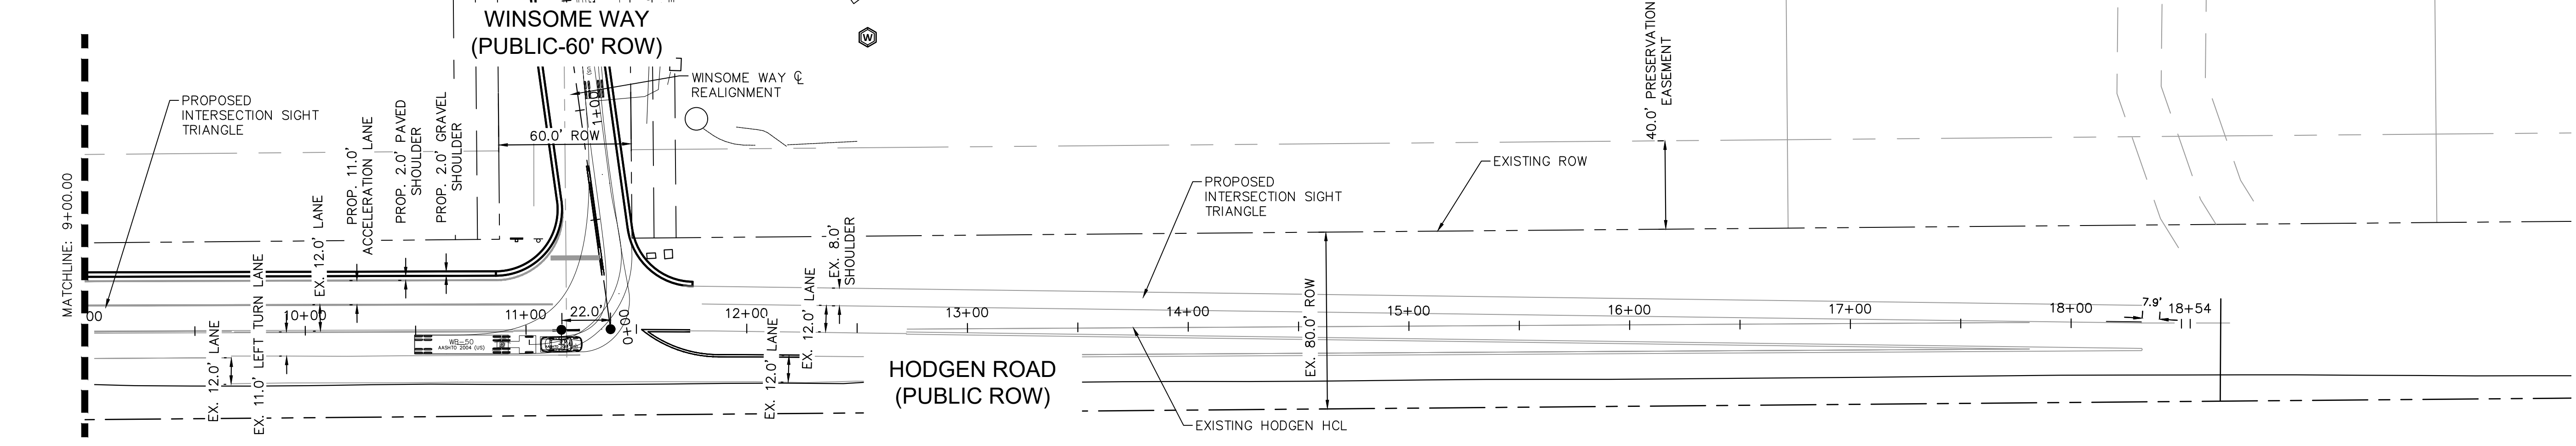 WINSOME WAY
(PUBLIC-60' ROW)
W
WINSOME WAY ℄
REALIGNMENT
1+00
60.0' ROW
PROPOSED
INTERSECTION SIGHT
TRIANGLE
MATCHLINE: 9+00.00
EX. 12.0' LANE
PROP. 11.0'
ACCELERATION LANE
PROP. 2.0' PAVED
SHOULDER
PROP. 2.0' GRAVEL
SHOULDER
40.0' PRESERVATION
EASEMENT
EXISTING ROW
PROPOSED
INTERSECTION SIGHT
TRIANGLE
EX. 8.0'
SHOULDER
EX. 12.0' LANE
EX. 80.0' ROW
00
10+00
11+00
22.0'
0+00
12+00
13+00
14+00
15+00
16+00
17+00
18+00
7.9'
18+54
EX. 12.0' LANE
EX. 11.0' LEFT TURN LANE
WB-50
AASHTO 2004 (US)
EX. 12.0' LANE
HODGEN ROAD
(PUBLIC ROW)
EXISTING HODGEN HCL